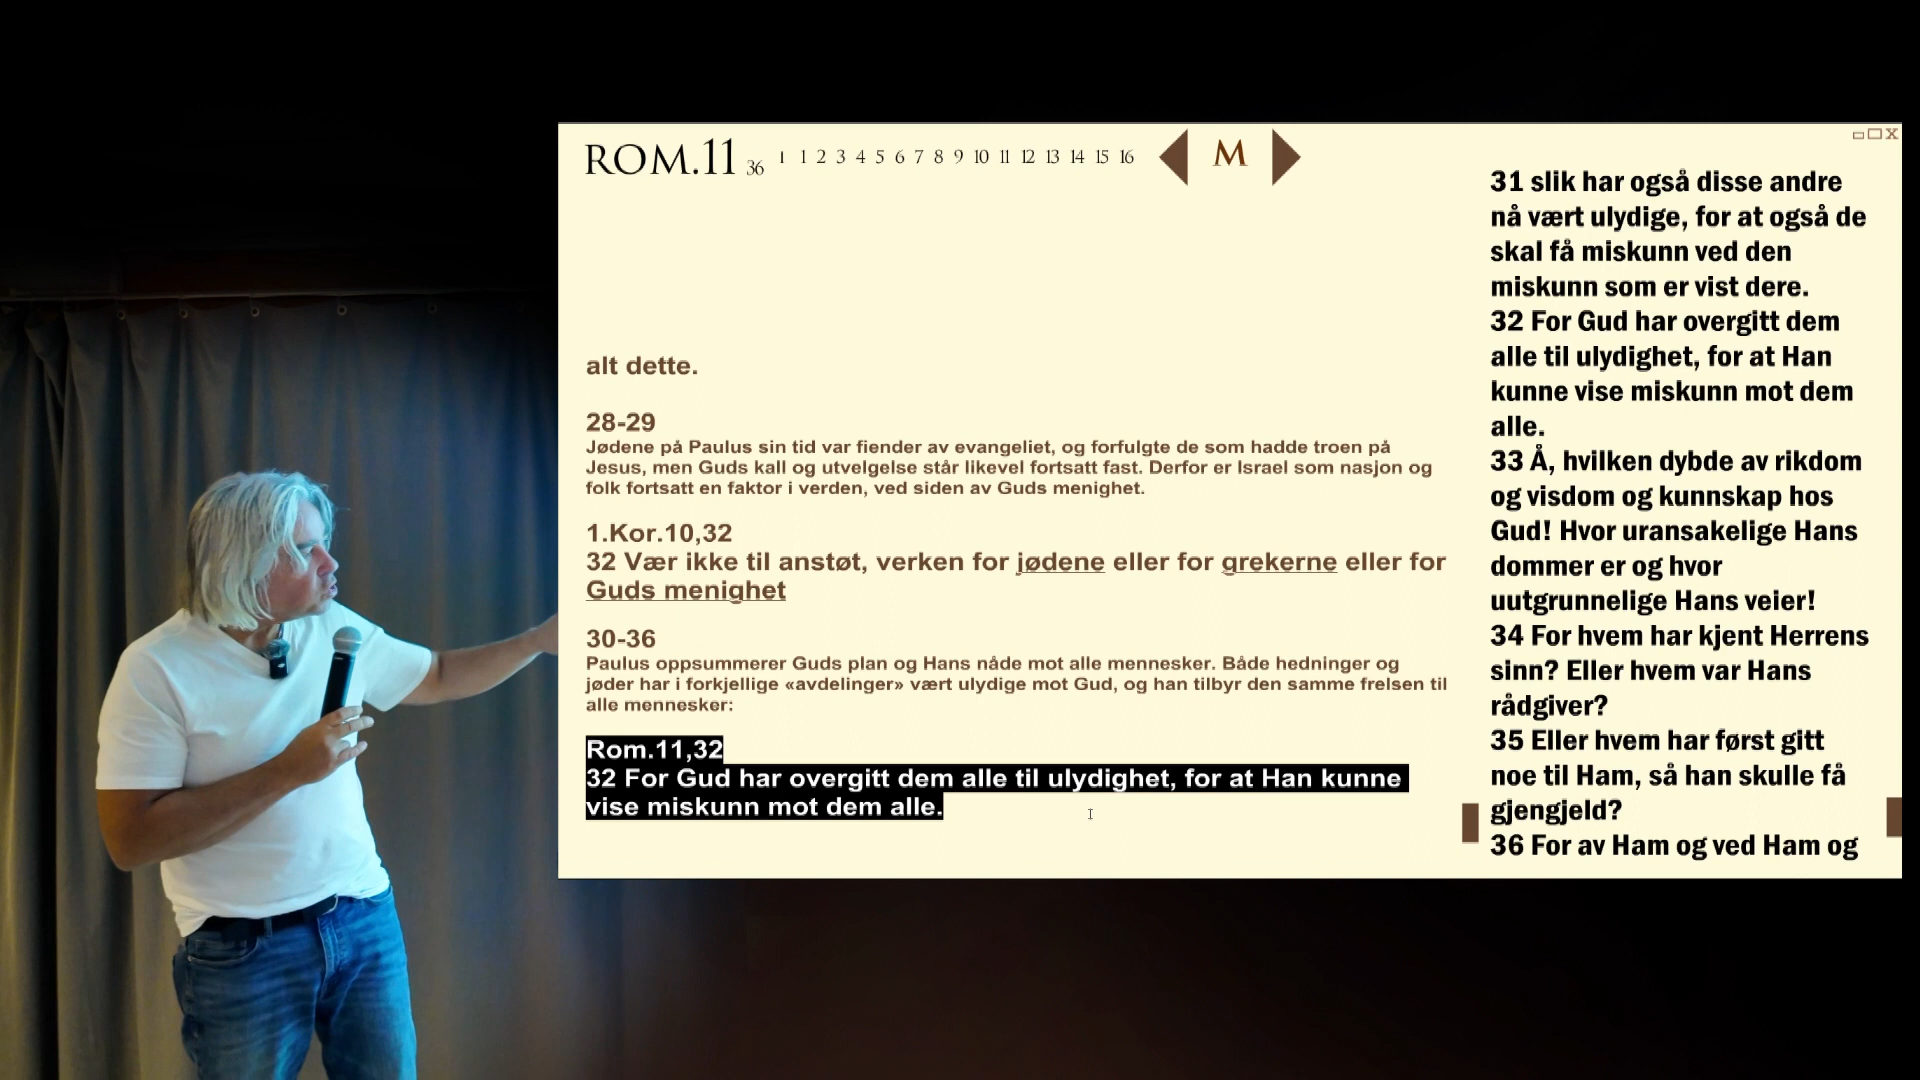 ROM.11 36 1 1 2 3 4 5 6 7 8 9 10 11 12 13 14 15 16 M
X
alt dette.
28-29
Jødene på Paulus sin tid var fiender av evangeliet, og forfulgte de som hadde troen på
Jesus, men Guds kall og utvelgelse står likevel fortsatt fast. Derfor er Israel som nasjon og
folk fortsatt en faktor i verden, ved siden av Guds menighet.
1.Kor.10,32
32 Vær ikke til anstøt, verken for jødene eller for grekerne eller for
Guds menighet
30-36
Paulus oppsummerer Guds plan og Hans nåde mot alle mennesker. Både hedninger og
jøder har i forkjellige «avdelinger» vært ulydige mot Gud, og han tilbyr den samme frelsen til
alle mennesker:
Rom.11,32
32 For Gud har overgitt dem alle til ulydighet, for at Han kunne
vise miskunn mot dem alle.
31 slik har også disse andre
nå vært ulydige, for at også de
skal få miskunn ved den
miskunn som er vist dere.
32 For Gud har overgitt dem
alle til ulydighet, for at Han
kunne vise miskunn mot dem
alle.
33 Å, hvilken dybde av rikdom
og visdom og kunnskap hos
Gud! Hvor uransakelige Hans
dommer er og hvor
uutgrunnelige Hans veier!
34 For hvem har kjent Herrens
sinn? Eller hvem var Hans
rådgiver?
35 Eller hvem har først gitt
noe til Ham, så han skulle få
gjengjeld?
36 For av Ham og ved Ham og